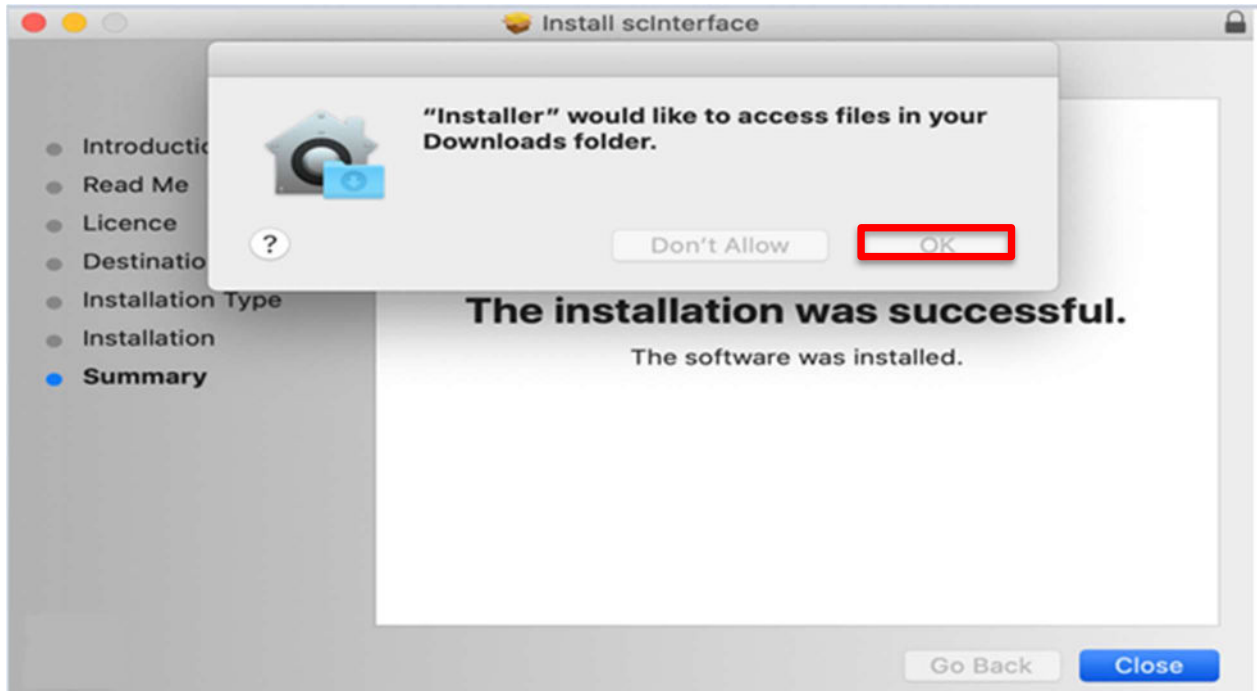 Install scInterface
"Installer" would like to access files in your
Downloads folder.
?
Don't Allow
OK
Introductic
Read Me
Licence
Destinatio
Installation Type
Installation
Summary
The installation was successful.
The software was installed.
Go Back
Close